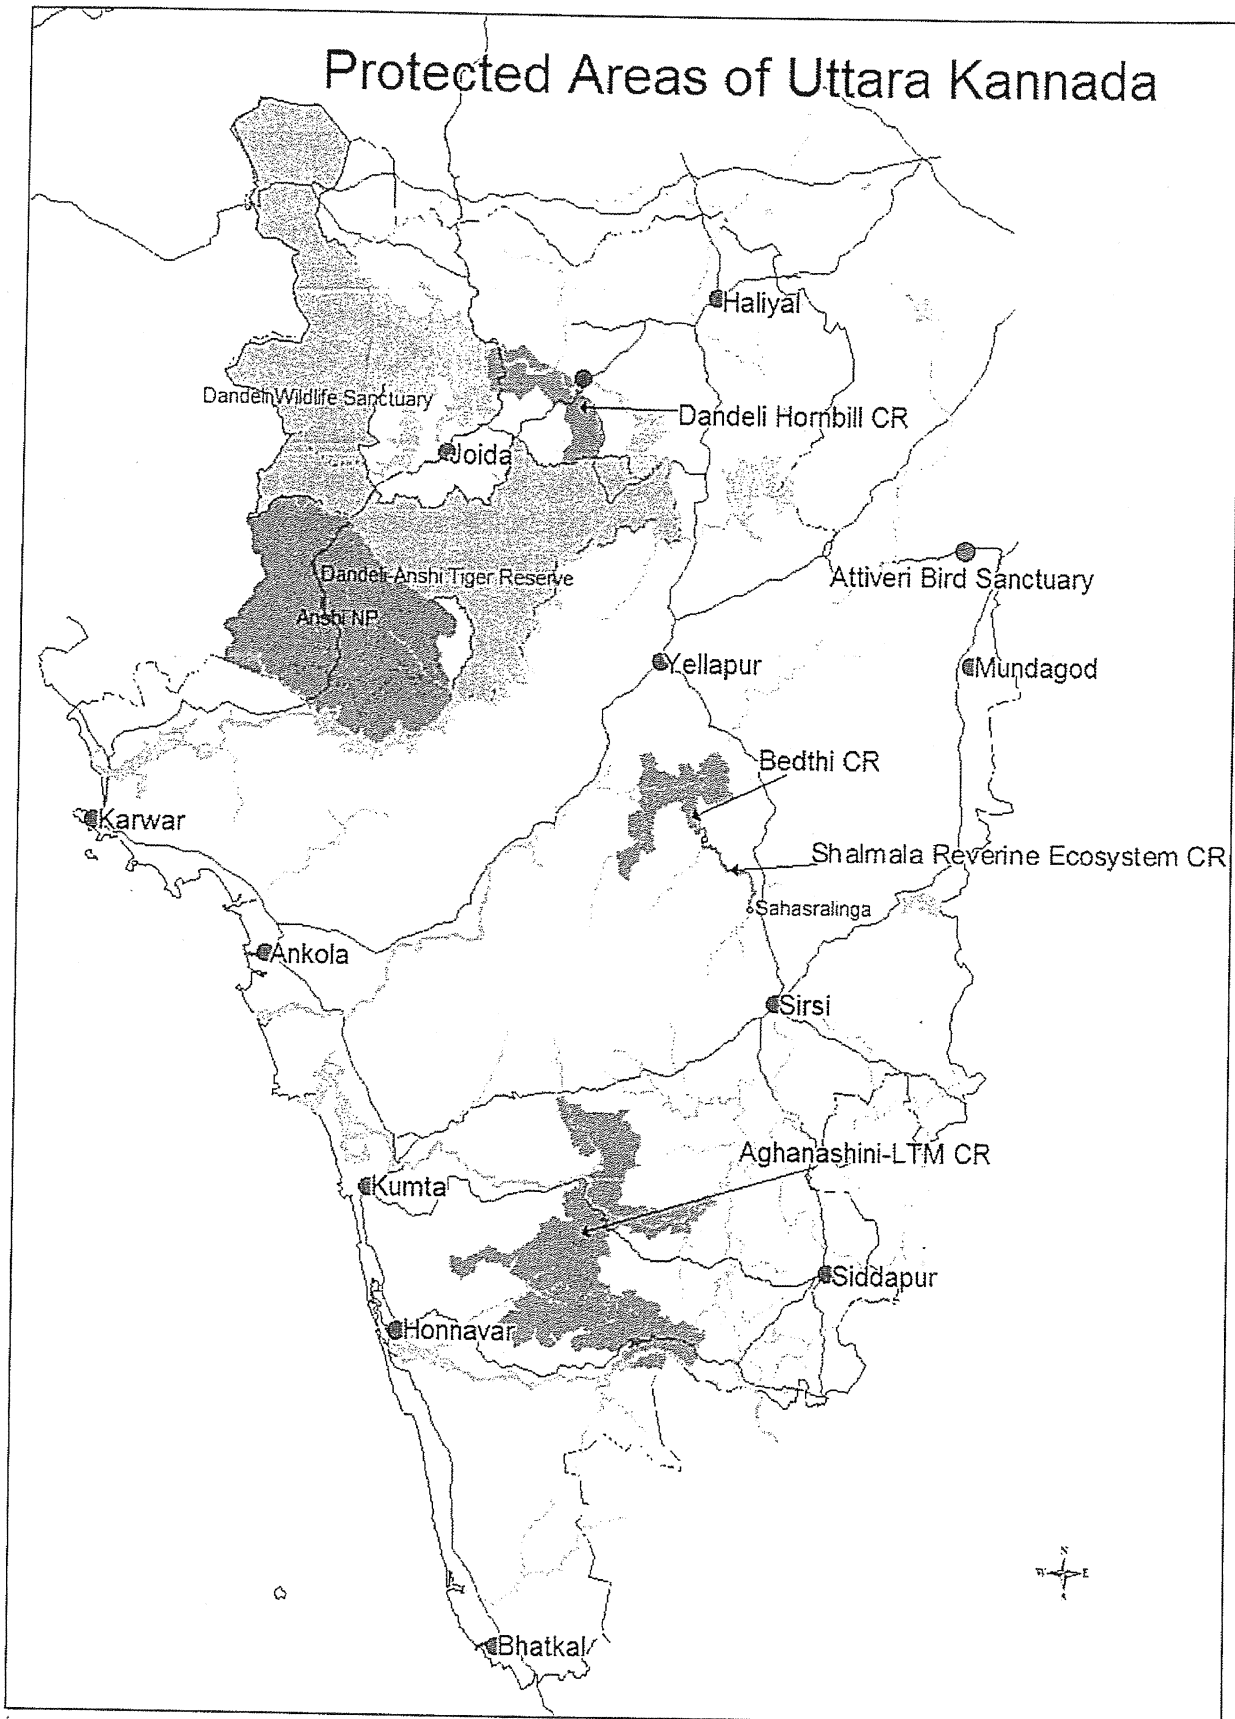 Protected Areas of Uttara Kannada
Haliyal
Dandeli Wildlife Sanctuary
Dandeli Hornbill CR
Joida
Attiveri Bird Sanctuary
Dandeli-Anshi Tiger Reserve
Anshi NP
Yellapur
Mundagod
Bedthi CR
Karwar
Shalmala Reverine Ecosystem CR
Sahasralinga
Ankola
Sirsi
Aghanashini-LTM CR
Kumta
Siddapur
Honnavar
N
W E
Bhatkal